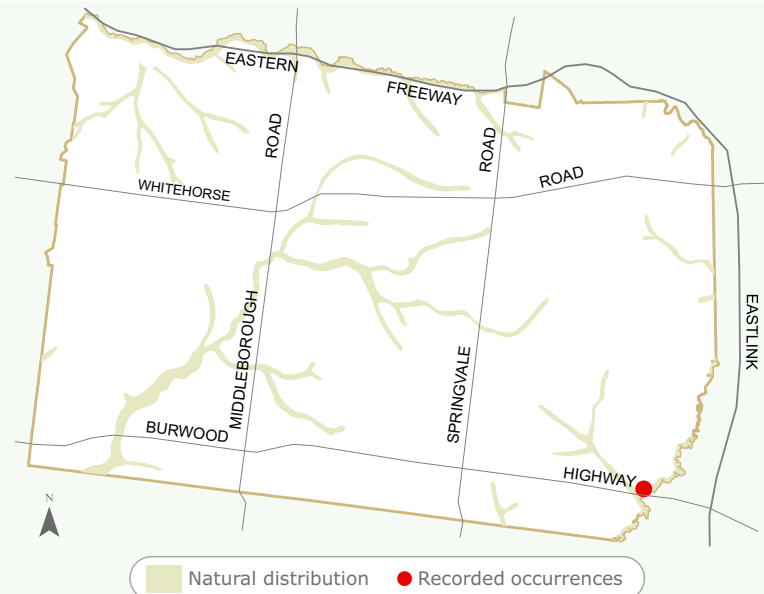 EASTERN
FREEWAY
ROAD
ROAD
WHITEHORSE
ROAD
MIDDLEBOROUGH
EASTLINK
SPRINGVALE
BURWOOD
HIGHWAY
N
Natural distribution
Recorded occurrences